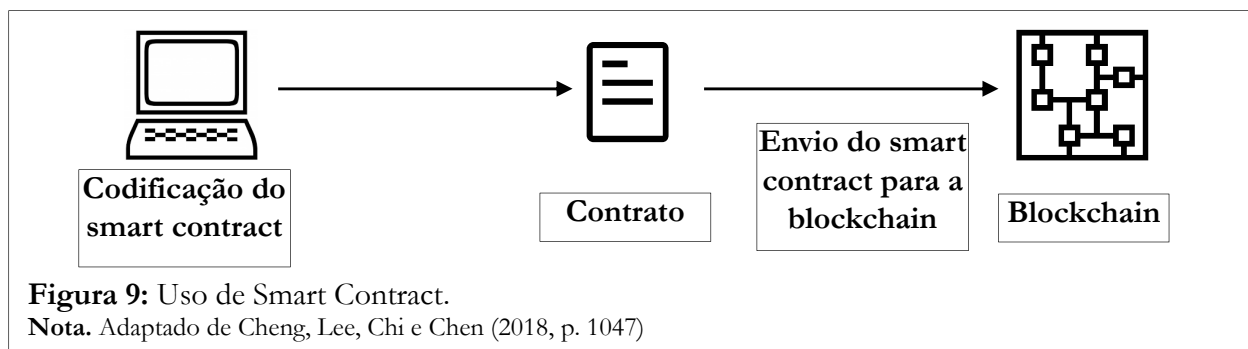 Codificação do
smart contract
Contrato
Envio do smart
contract para a
blockchain
Blockchain
Figura 9: Uso de Smart Contract.
Nota. Adaptado de Cheng, Lee, Chi e Chen (2018, p. 1047)